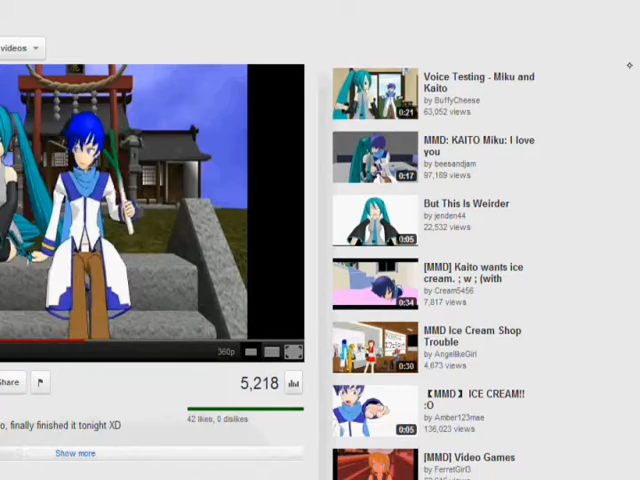 videos
Voice Testing - Miku and
Kaito
by BuffyCheese
63,052 views
0:21
MMD: KAITO Miku: I love
you
by beesandjam
97,189 views
0:17
But This Is Weirder
by jenden44
22,532 views
0:05
[MMD] Kaito wants ice
cream. ; w ; (with
by Cream5456
7,817 views
0:34
MMD Ice Cream Shop
Trouble
by AngelikeGirl
4,673 views
0:30
【MMD】ICE CREAM!!
:O
by Amber123mae
136,023 views
0:05
[MMD] Video Games
by FerretGirl3
360p
Share
5,218
42 likes, 0 dislikes
o, finally finished it tonight XD
Show more